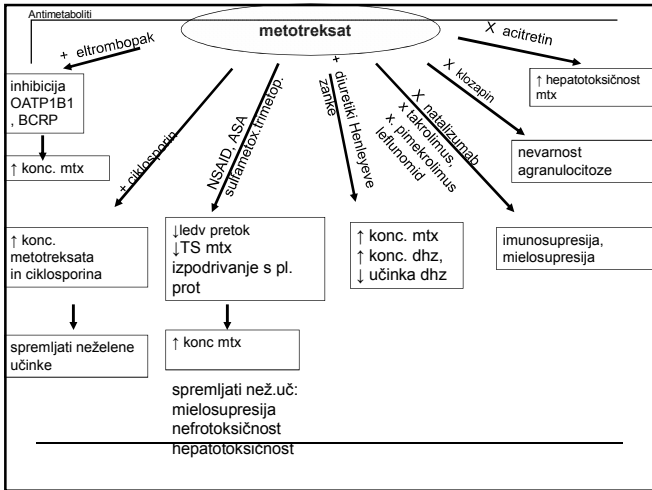 Antimetaboliti
metotreksat
+ eltrombopak
inhibicija
OATP1B1
, BCRP
↑ konc. mtx
+ ciklosporin
↑ konc.
metotreksata
in ciklosporina
spremljati neželene
učinke
NSAID, ASA
sulfametox.trimetop.
↓ledv pretok
↓TS mtx
izpodrivanje s pl.
prot
↑ konc mtx
spremljati než.uč:
mielosupresija
nefrotoksičnost
hepatotoksičnost
+
diuretiki Henleyeve
zanke
↑ konc. mtx
↑ konc. dhz,
↓ učinka dhz
X natalizumab
x takrolimus,
x. pimekrolimus
leflunomid
imunosupresija,
mielosupresija
X klozapin
nevarnost
agranulocitoze
X acitretin
↑ hepatotoksičnost
mtx